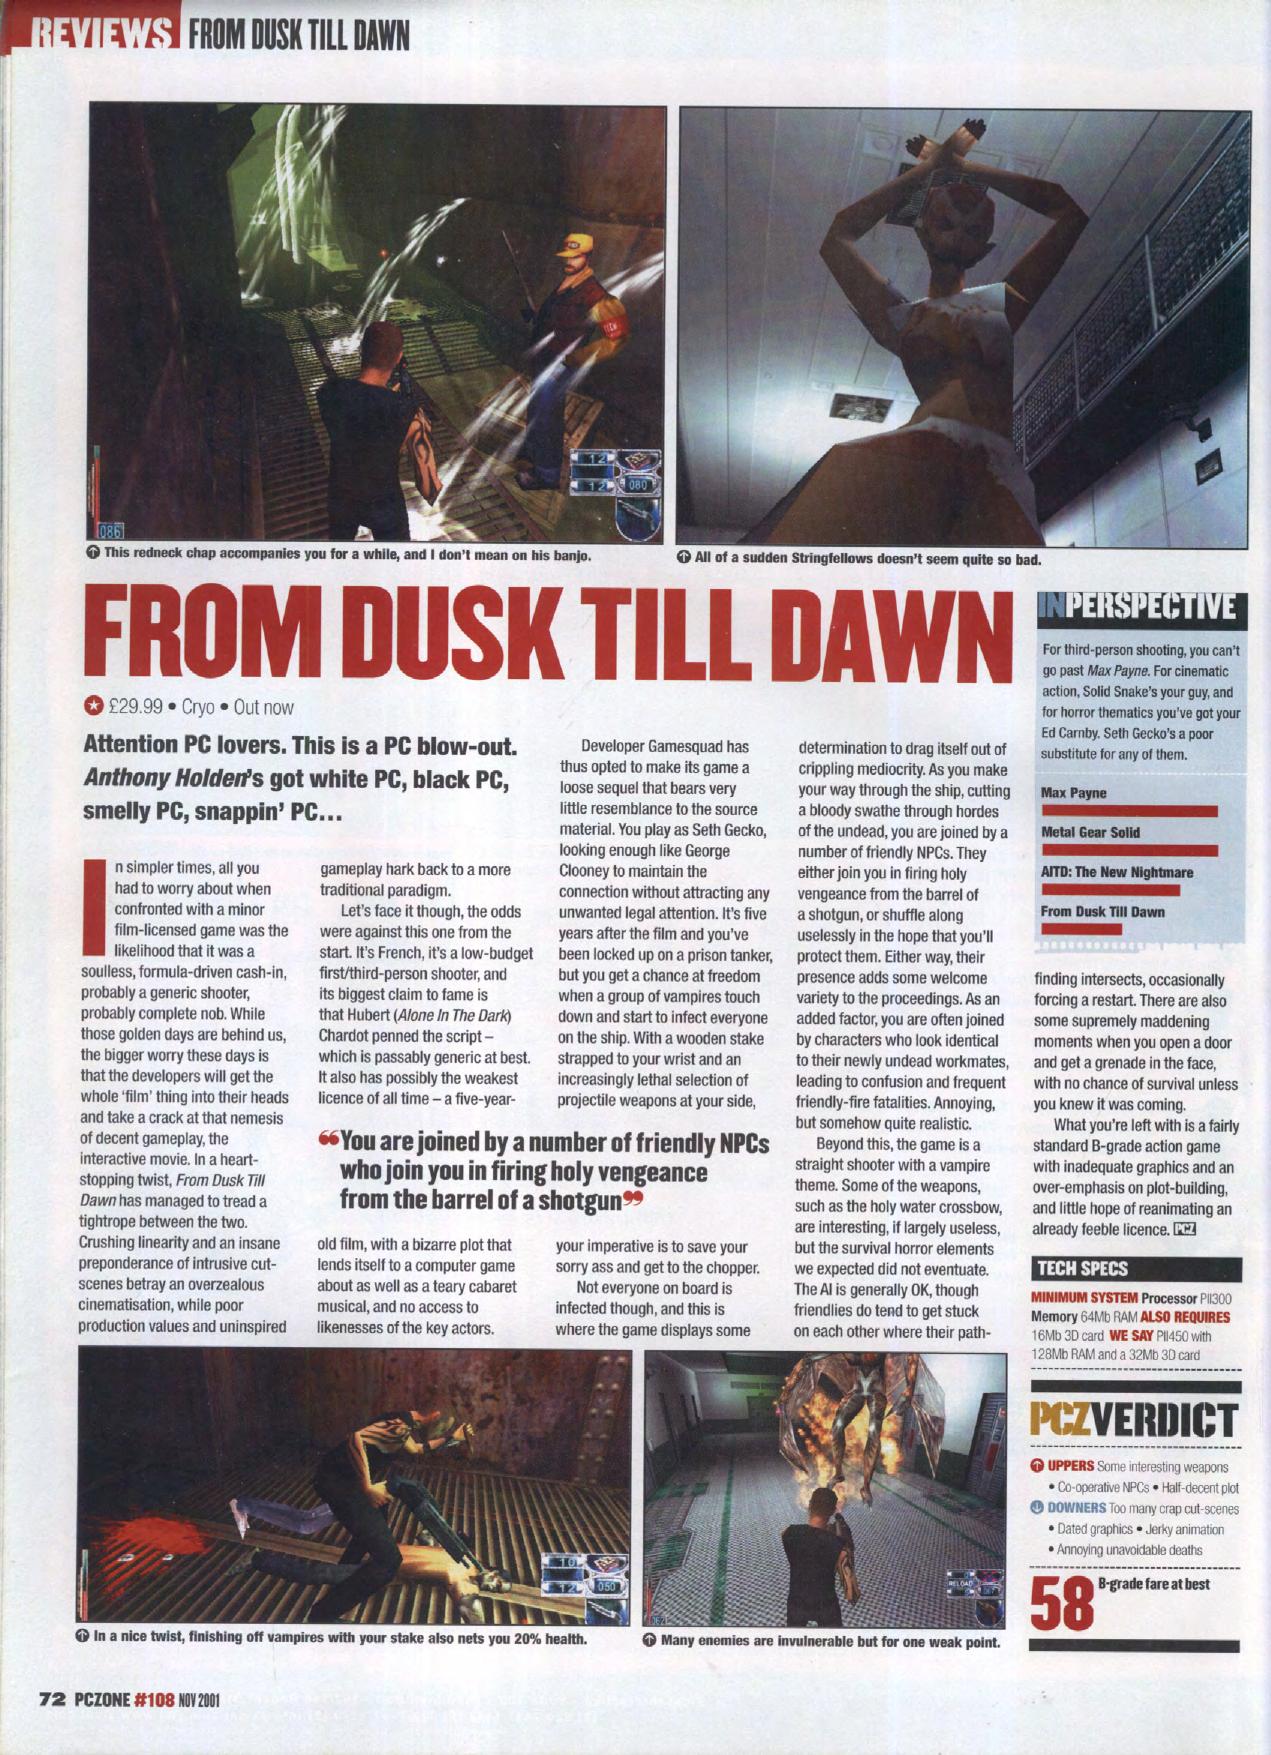 REVIEWS FROM DUSK TILL DAWN
12
12
080
086
This redneck chap accompanies you for a while, and I don't mean on his banjo.
All of a sudden Stringfellows doesn't seem quite so bad.
FROM DUSK TILL DAWN
£29.99 • Cryo • Out now
Attention PC lovers. This is a PC blow-out.
Anthony Holden's got white PC, black PC,
smelly PC, snappin' PC...
In simpler times, all you
had to worry about when
confronted with a minor
film-licensed game was the
likelihood that it was a
soulless, formula-driven cash-in,
probably a generic shooter,
probably complete nob. While
those golden days are behind us,
the bigger worry these days is
that the developers will get the
whole 'film' thing into their heads
and take a crack at that nemesis
of decent gameplay, the
interactive movie. In a heart-
stopping twist, From Dusk Till
Dawn has managed to tread a
tightrope between the two.
Crushing linearity and an insane
preponderance of intrusive cut-
scenes betray an overzealous
cinematisation, while poor
production values and uninspired
gameplay hark back to a more
traditional paradigm.
Let's face it though, the odds
were against this one from the
start. It's French, it's a low-budget
first/third-person shooter, and
its biggest claim to fame is
that Hubert (Alone In The Dark)
Chardot penned the script –
which is passably generic at best.
It also has possibly the weakest
licence of all time – a five-year-
old film, with a bizarre plot that
lends itself to a computer game
about as well as a teary cabaret
musical, and no access to
likenesses of the key actors.
Developer Gamesquad has
thus opted to make its game a
loose sequel that bears very
little resemblance to the source
material. You play as Seth Gecko,
looking enough like George
Clooney to maintain the
connection without attracting any
unwanted legal attention. It's five
years after the film and you've
been locked up on a prison tanker,
but you get a chance at freedom
when a group of vampires touch
down and start to infect everyone
on the ship. With a wooden stake
strapped to your wrist and an
increasingly lethal selection of
projectile weapons at your side,
your imperative is to save your
sorry ass and get to the chopper.
Not everyone on board is
infected though, and this is
where the game displays some
“You are joined by a number of friendly NPCs
who join you in firing holy vengeance
from the barrel of a shotgun”
determination to drag itself out of
crippling mediocrity. As you make
your way through the ship, cutting
a bloody swathe through hordes
of the undead, you are joined by a
number of friendly NPCs. They
either join you in firing holy
vengeance from the barrel of
a shotgun, or shuffle along
uselessly in the hope that you'll
protect them. Either way, their
presence adds some welcome
variety to the proceedings. As an
added factor, you are often joined
by characters who look identical
to their newly undead workmates,
leading to confusion and frequent
friendly-fire fatalities. Annoying,
but somehow quite realistic.
Beyond this, the game is a
straight shooter with a vampire
theme. Some of the weapons,
such as the holy water crossbow,
are interesting, if largely useless,
but the survival horror elements
we expected did not eventuate.
The AI is generally OK, though
friendlies do tend to get stuck
on each other where their path-
finding intersects, occasionally
forcing a restart. There are also
some supremely maddening
moments when you open a door
and get a grenade in the face,
with no chance of survival unless
you knew it was coming.
What you're left with is a fairly
standard B-grade action game
with inadequate graphics and an
over-emphasis on plot-building,
and little hope of reanimating an
already feeble licence. PCZ
INPERSPECTIVE
For third-person shooting, you can't
go past Max Payne. For cinematic
action, Solid Snake's your guy, and
for horror thematics you've got your
Ed Carnby. Seth Gecko's a poor
substitute for any of them.
Max Payne
Metal Gear Solid
AITD: The New Nightmare
From Dusk Till Dawn
TECH SPECS
MINIMUM SYSTEM Processor PII300
Memory 64Mb RAM ALSO REQUIRES
16Mb 3D card WE SAY PII450 with
128Mb RAM and a 32Mb 3D card
PCZVERDICT
UPPERS Some interesting weapons
• Co-operative NPCs • Half-decent plot
DOWNERS Too many crap cut-scenes
• Dated graphics • Jerky animation
• Annoying unavoidable deaths
58 B-grade fare at best
10
12
050
RELOAD
In a nice twist, finishing off vampires with your stake also nets you 20% health.
Many enemies are invulnerable but for one weak point.
72 PCZONE #108 NOV 2001